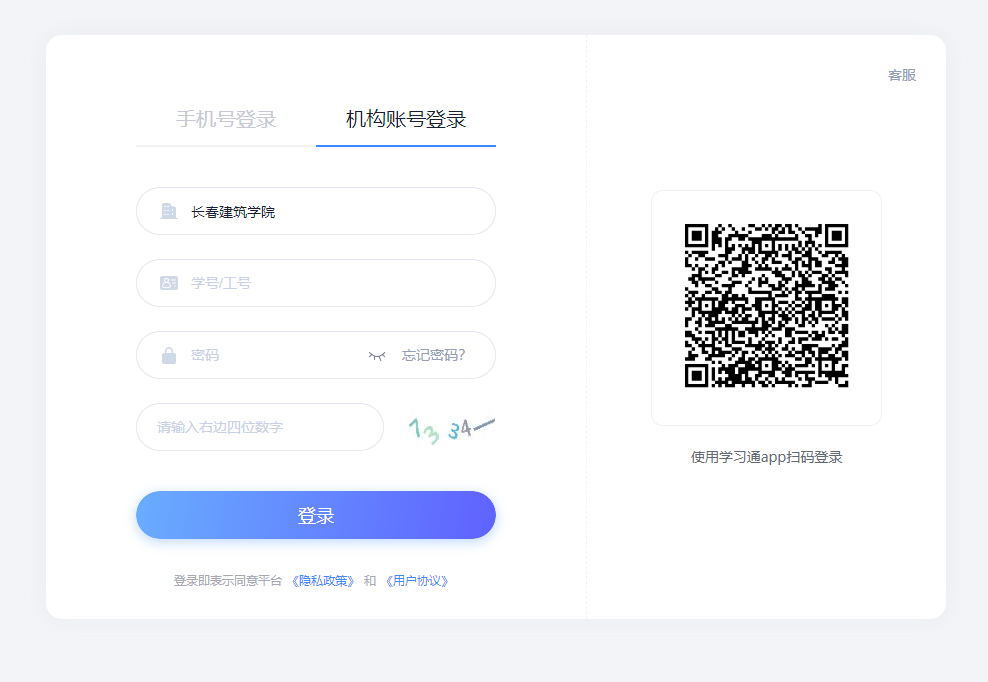 客服
手机号登录
机构账号登录
长春建筑学院
学号/工号
密码
忘记密码?
请输入右边四位数字
登录
登录即表示同意平台 《隐私政策》 和 《用户协议》
使用学习通app扫码登录